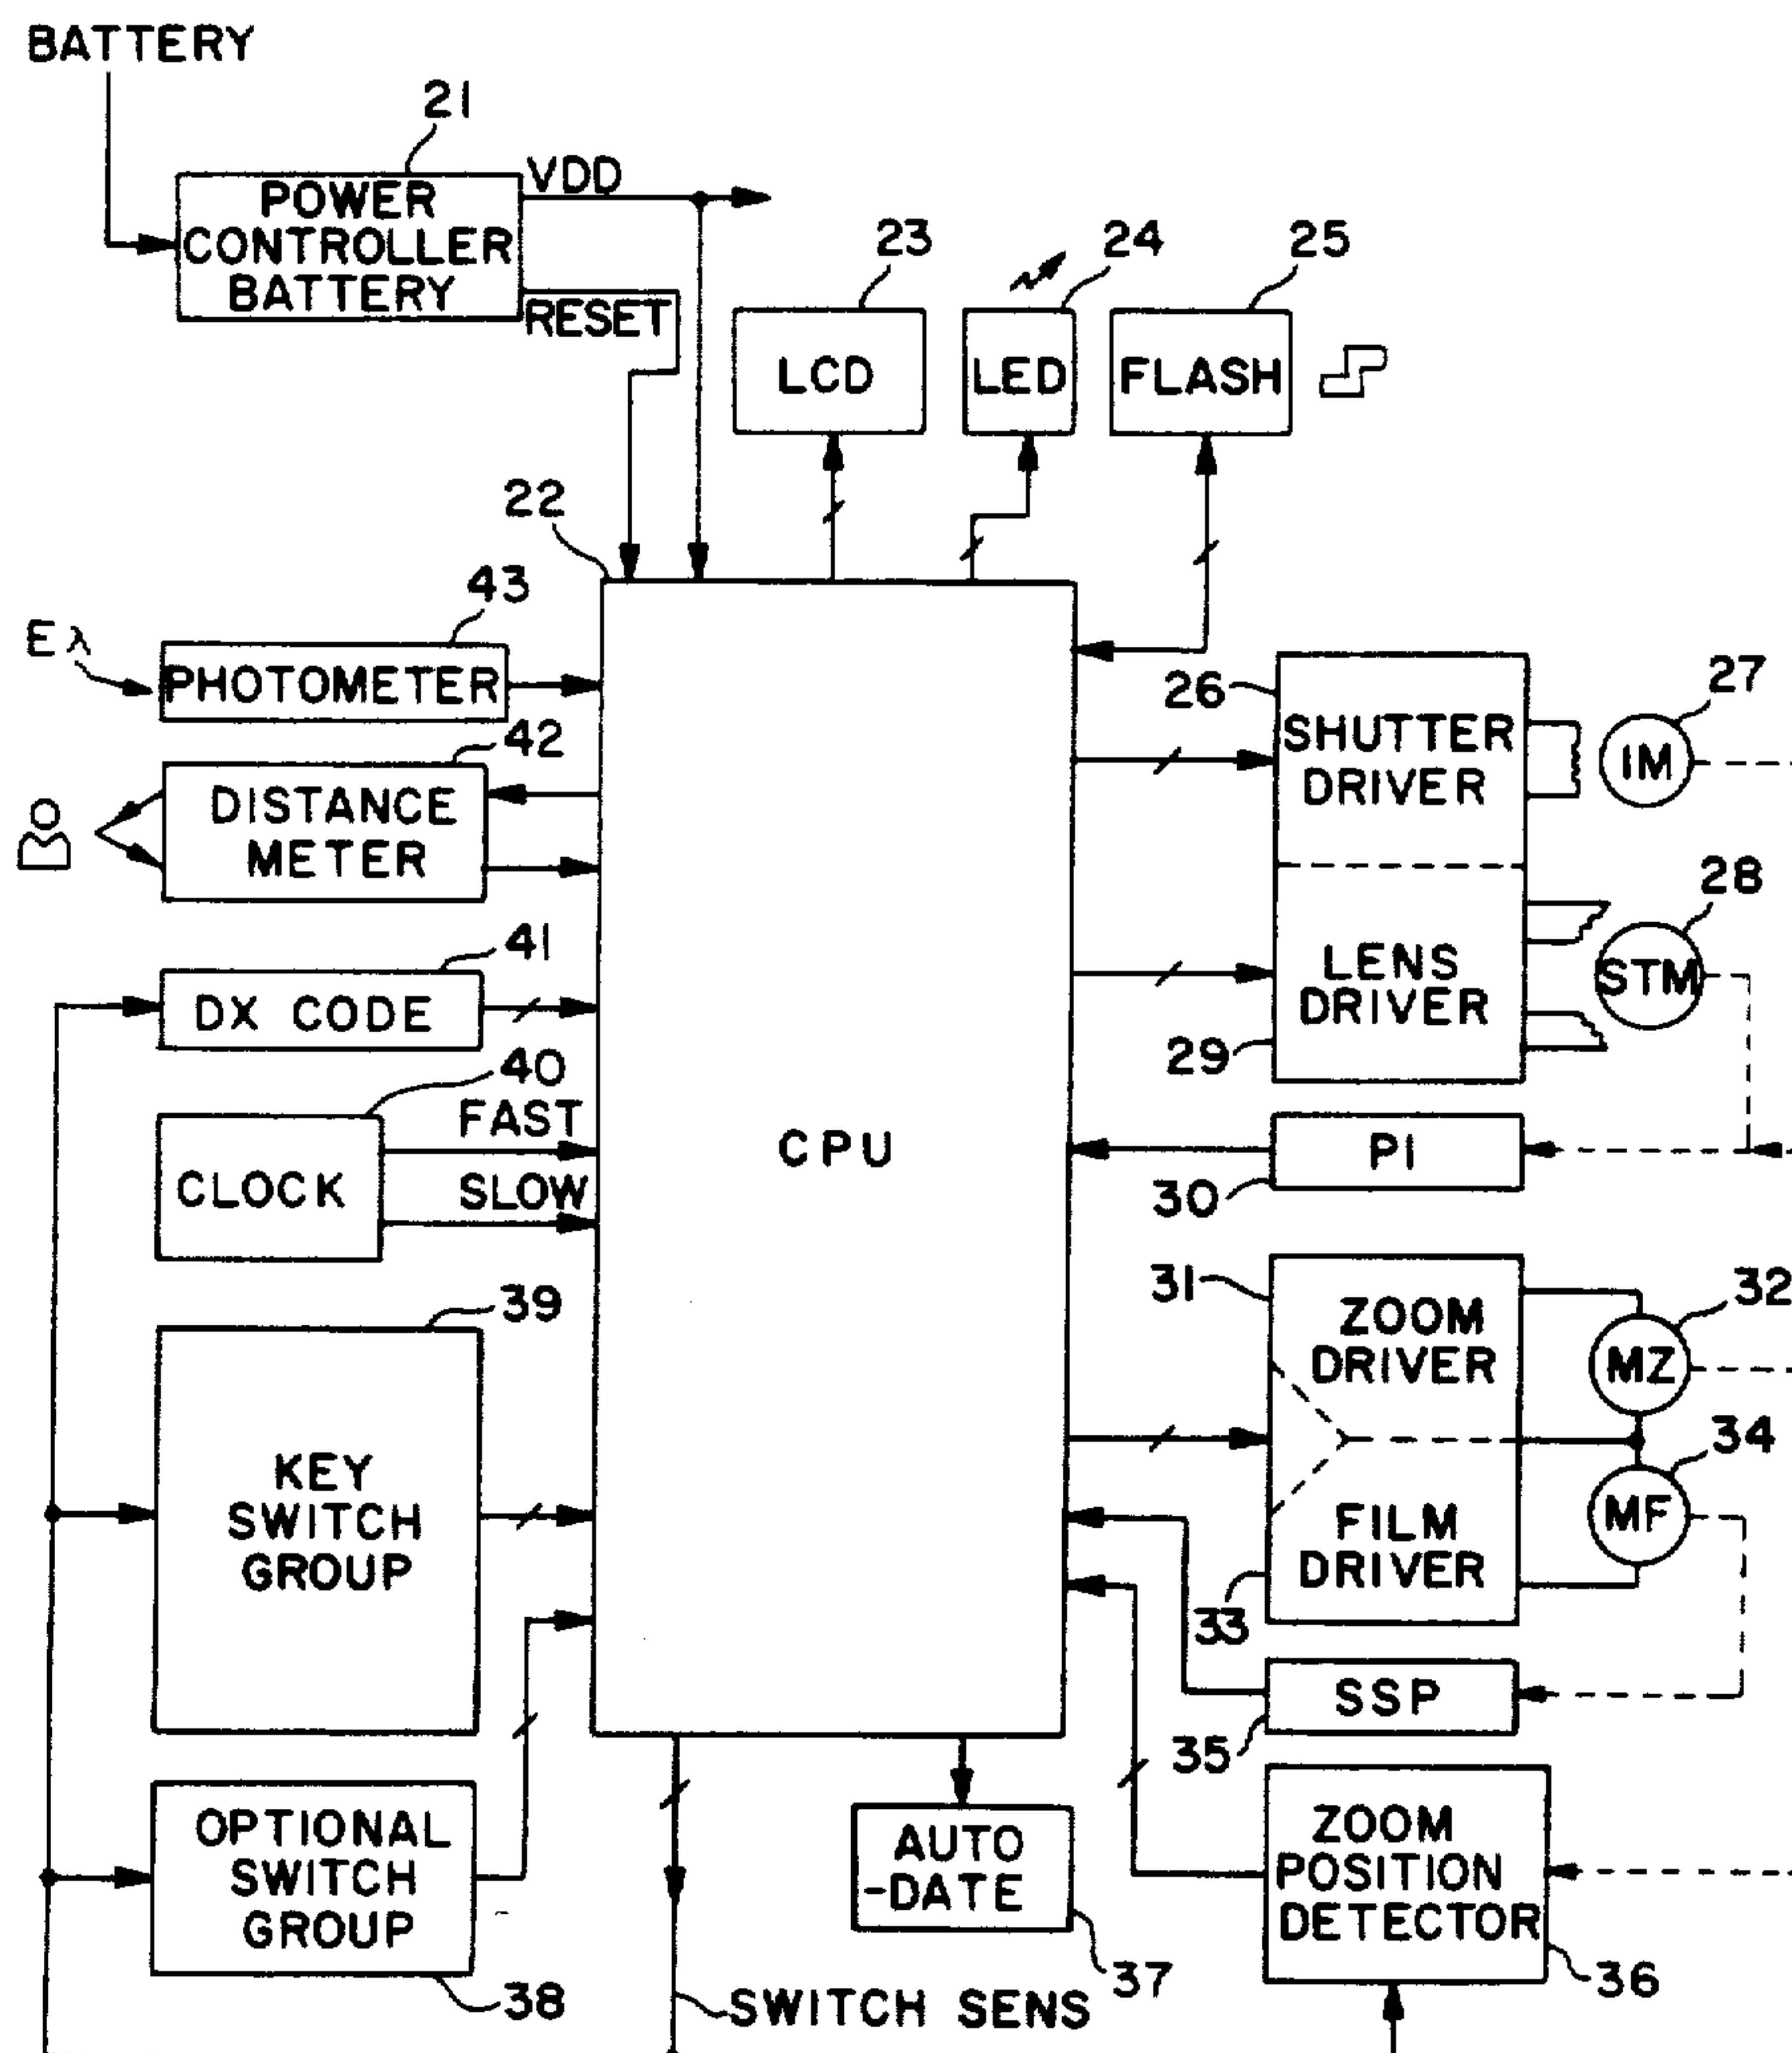 BATTERY
21
POWER
CONTROLLER
BATTERY
VDD
RESET
23
24
25
LCD
LED
FLASH
22
43
Eλ
PHOTOMETER
42
DISTANCE
METER
41
DX CODE
40
CLOCK
FAST
SLOW
39
KEY
SWITCH
GROUP
OPTIONAL
SWITCH
GROUP
38
CPU
26
SHUTTER
DRIVER
27
IM
28
LENS
DRIVER
STM
29
PI
30
31
ZOOM
DRIVER
32
MZ
34
MF
FILM
DRIVER
33
SSP
35
ZOOM
POSITION
DETECTOR
36
AUTO
-DATE
37
SWITCH SENS